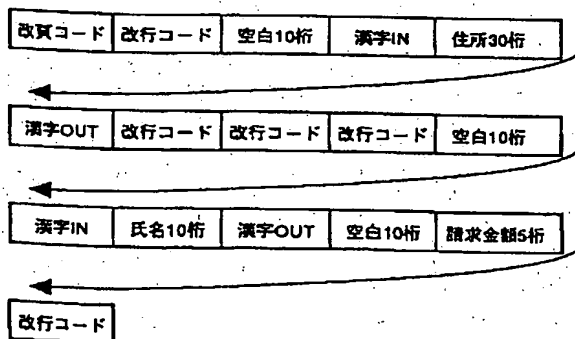 改頁コード 改行コード 空白10桁 漢字IN 住所30桁
漢字OUT 改行コード 改行コード 改行コード 空白10桁
漢字IN 氏名10桁 漢字OUT 空白10桁 請求金額5桁
改行コード